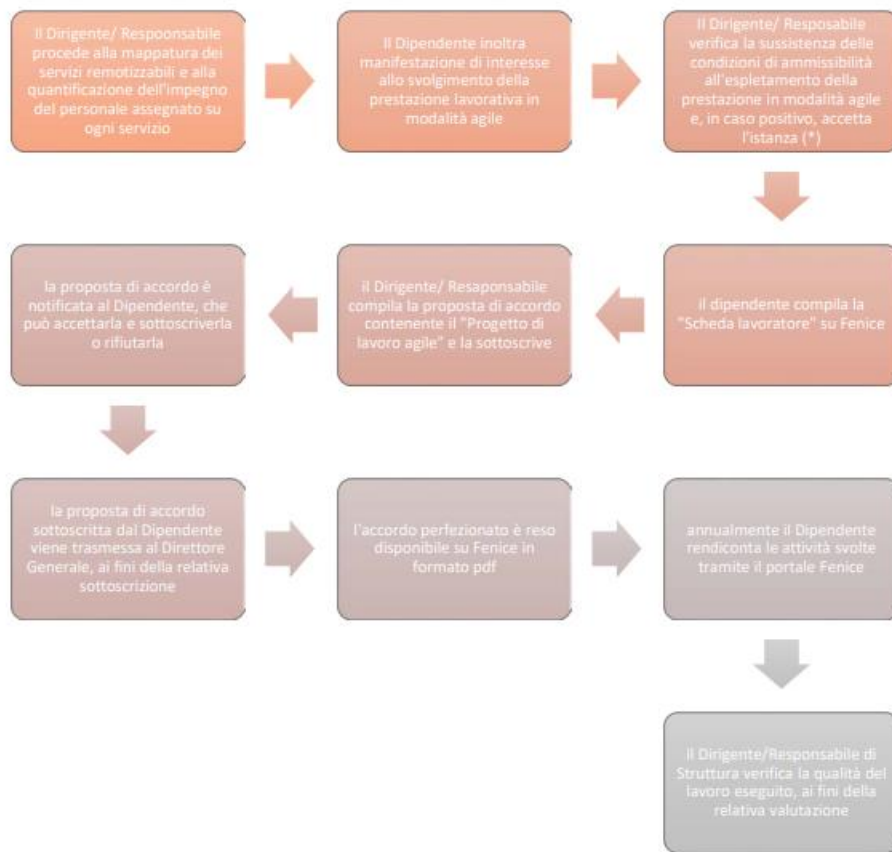 Il Dirigente/ Respoonsabile
procede alla mappatura dei
servizi remotizzabili e alla
quantificazione dell'impegno
del personale assegnato su
ogni servizio
Il Dipendente inoltra
manifestazione di interesse
allo svolgimento della
prestazione lavorativa in
modalità agile
Il Dirigente/ Resposabile
verifica la sussistenza delle
condizioni di ammissibilità
all'espletamento della
prestazione in modalità agile
e, in caso positivo, accetta
l'istanza (*)
il dipendente compila la
"Scheda lavoratore" su Fenice
il Dirigente/ Resaponsabile
compila la proposta di accordo
contenente il "Progetto di
lavoro agile" e la sottoscrive
la proposta di accordo è
notificata al Dipendente, che
può accettarla e sottoscriverla
o rifiutarla
la proposta di accordo
sottoscritta dal Dipendente
viene trasmessa al Direttore
Generale, ai fini della relativa
sottoscrizione
l'accordo perfezionato è reso
disponibile su Fenice in
formato pdf
annualmente il Dipendente
rendiconta le attività svolte
tramite il portale Fenice
il Dirigente/Responsabile di
Struttura verifica la qualità del
lavoro eseguito, ai fini della
relativa valutazione